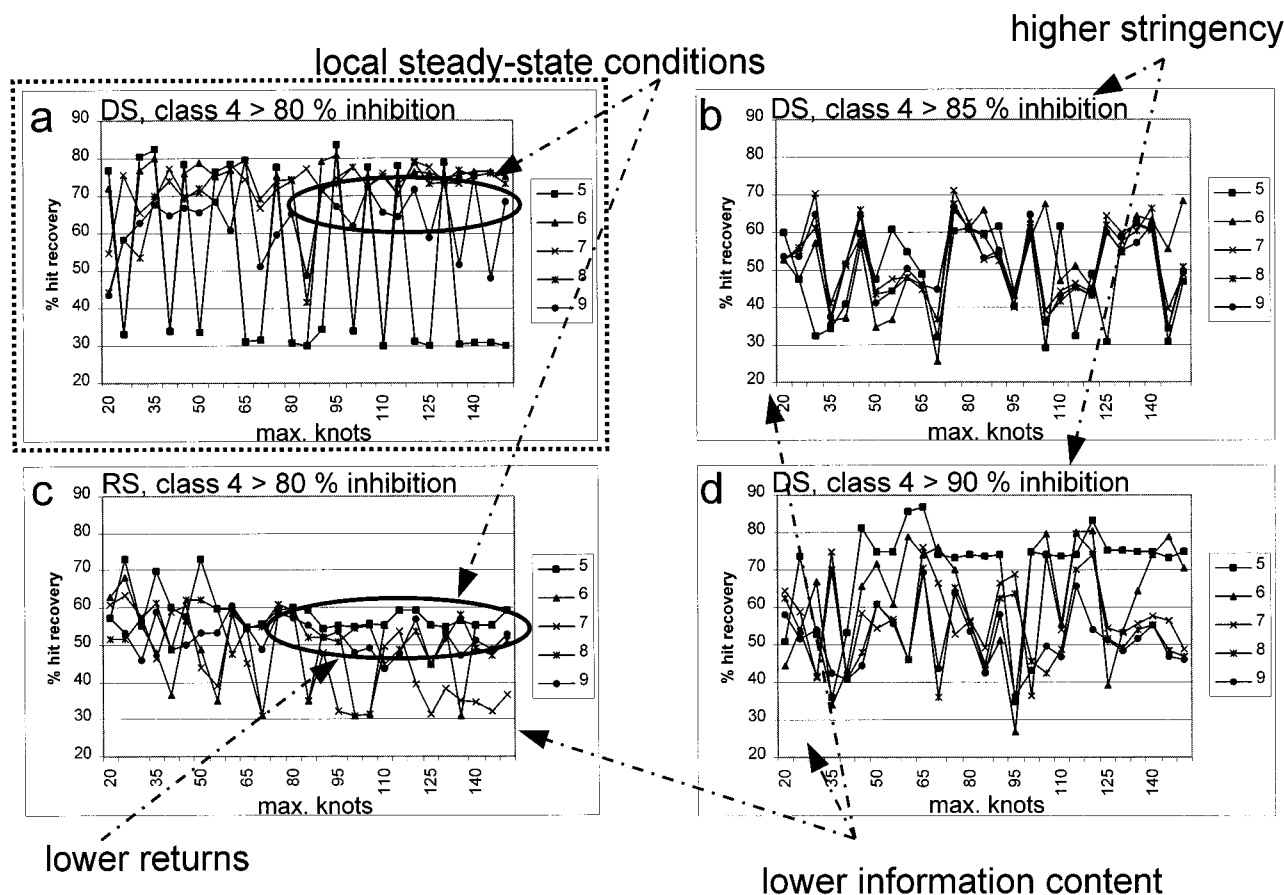 higher stringency
local steady-state conditions
a DS, class 4 > 80 % inhibition
% hit recovery
90
80
70
60
50
40
30
20
20 35 50 65 80 95 110 125 140
max. knots
5
6
7
8
9
b DS, class 4 > 85 % inhibition
% hit recovery
90
80
70
60
50
40
30
20
20 35 50 65 80 95 110 125 140
max. knots
5
6
7
8
9
c RS, class 4 > 80 % inhibition
% hit recovery
90
80
70
60
50
40
30
20
20 35 50 65 80 95 110 125 140
max. knots
5
6
7
8
9
d DS, class 4 > 90 % inhibition
% hit recovery
90
80
70
60
50
40
30
20
20 35 50 65 80 95 110 125 140
max. knots
5
6
7
8
9
lower returns
lower information content